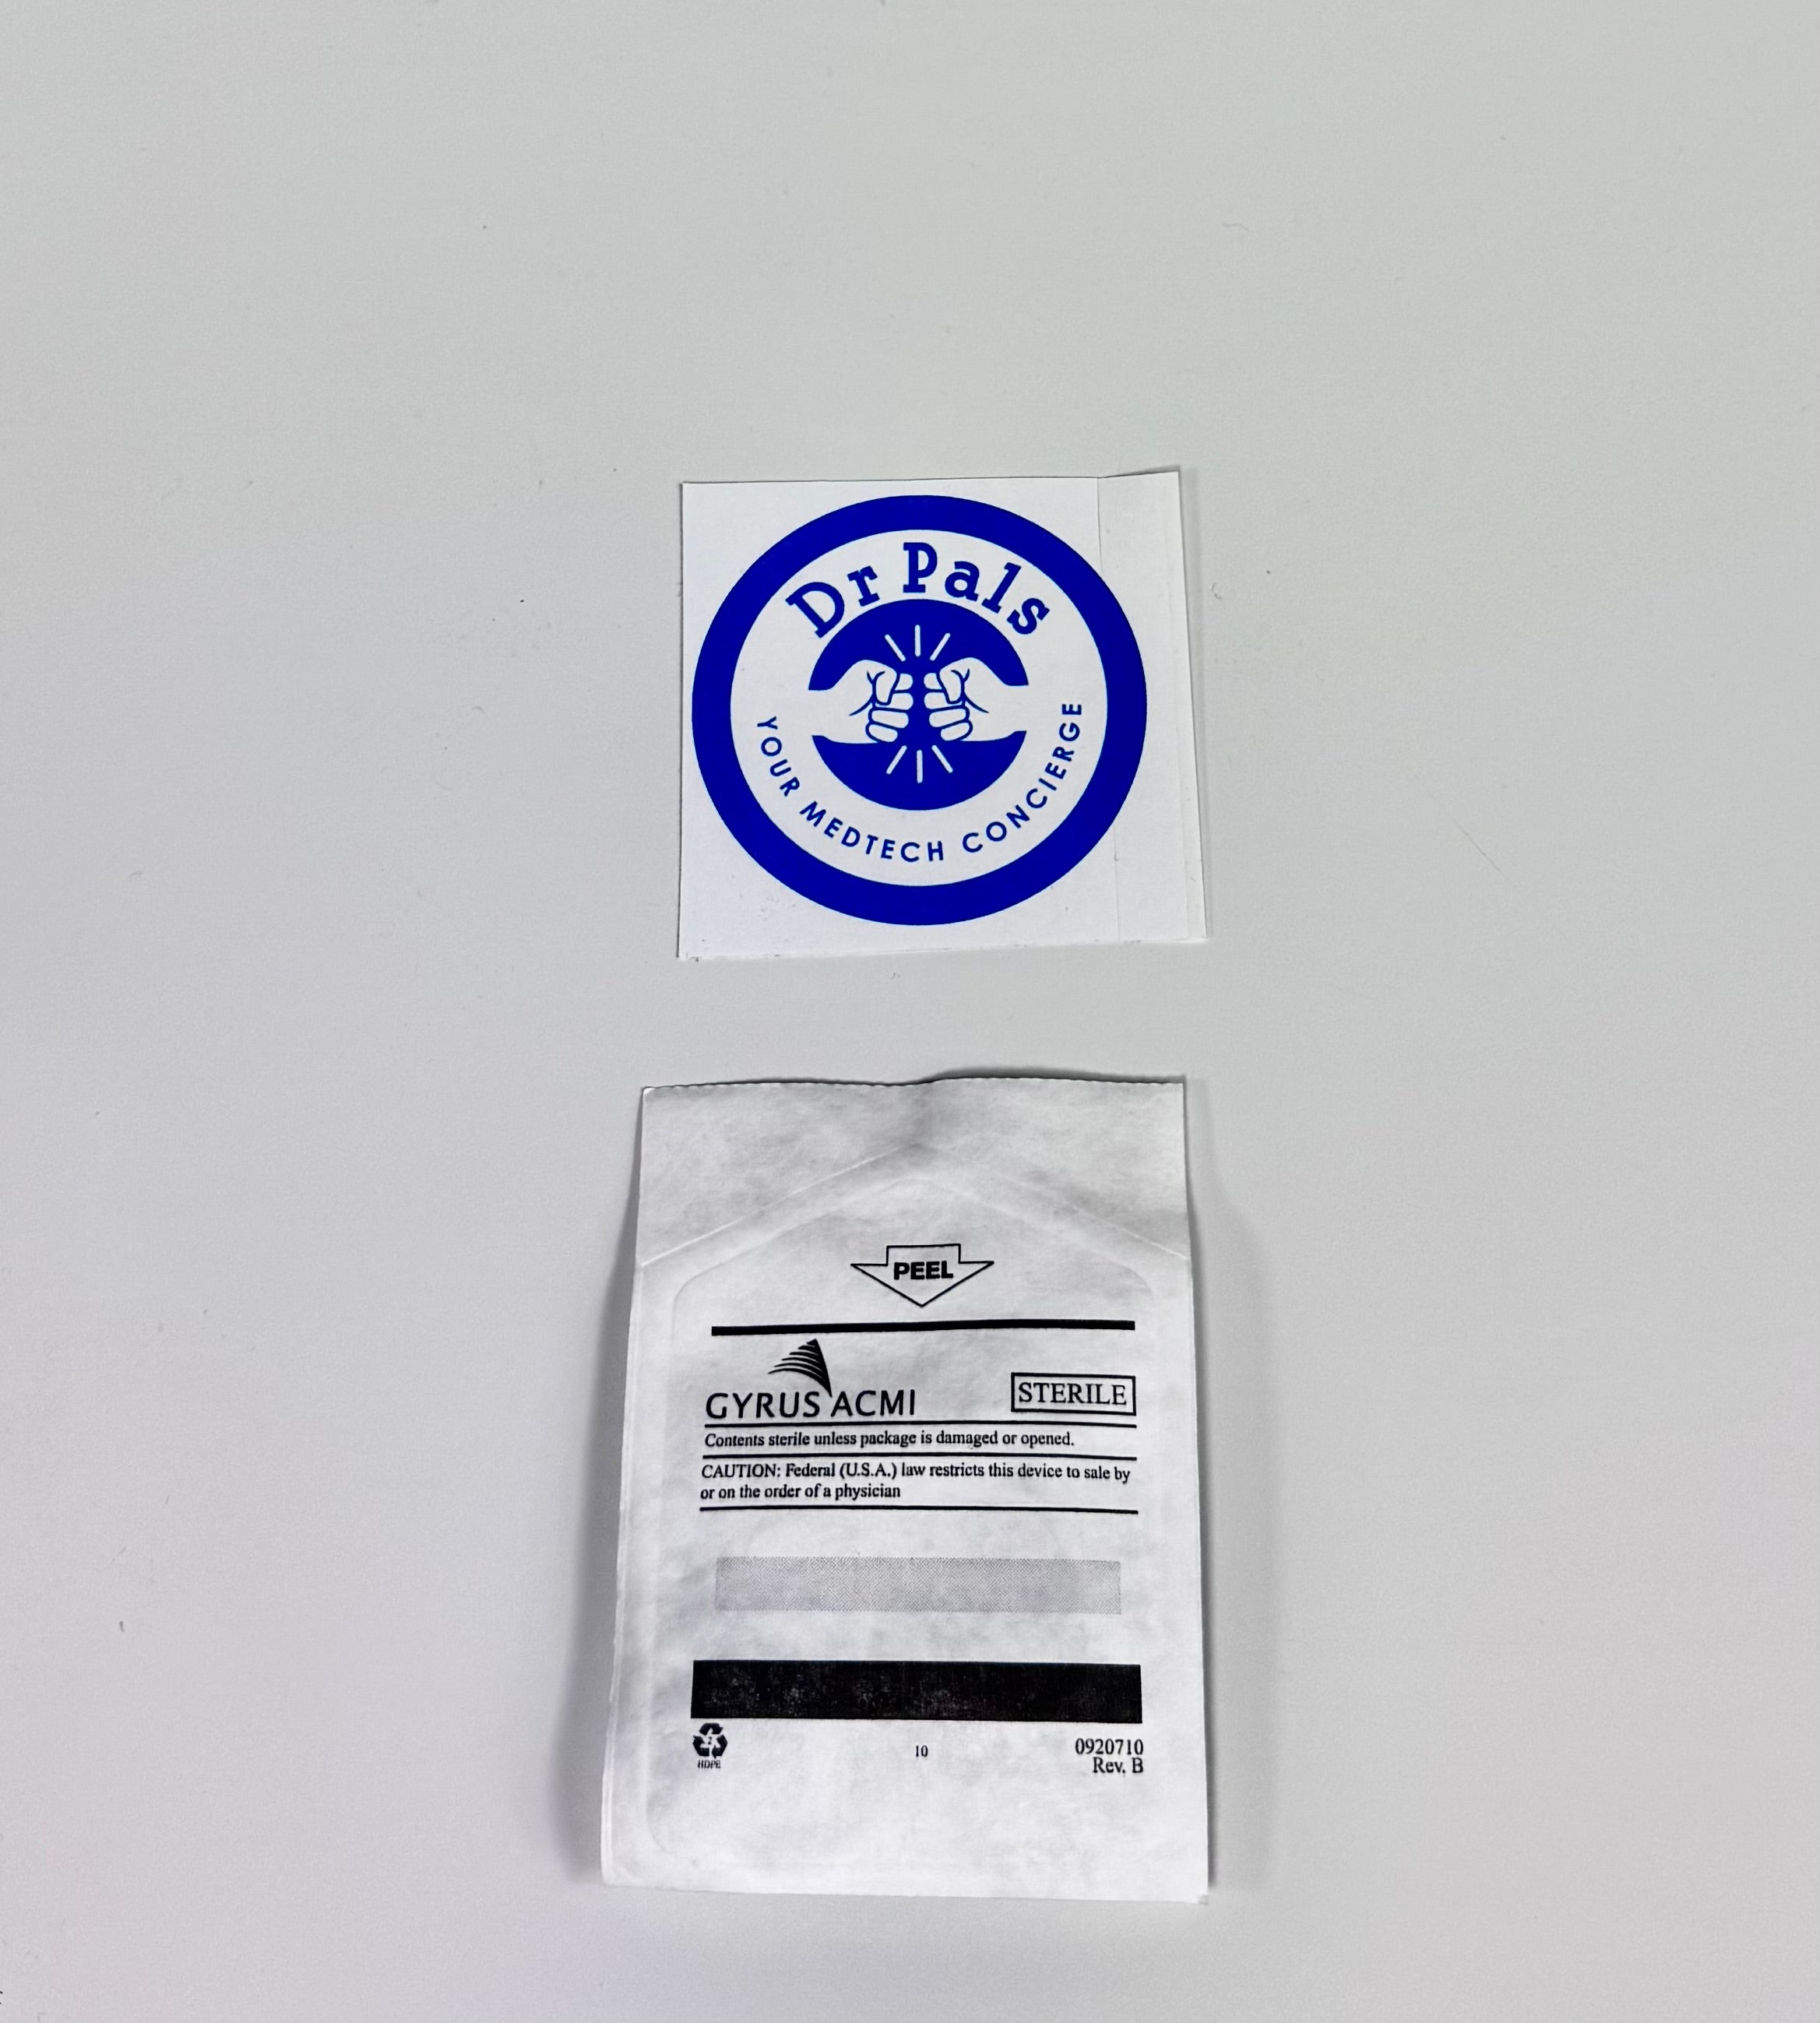 Dr Pals
YOUR MEDTECH CONCIERGE
PEEL
GYRUS ACMI
STERILE
Contents sterile unless package is damaged or opened.
CAUTION: Federal (U.S.A.) law restricts this device to sale by
or on the order of a physician
2
HDPE
10
0920710
Rev. B